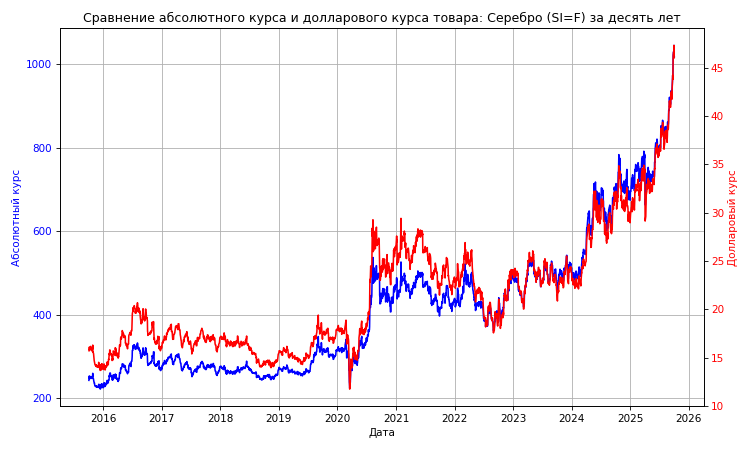 Сравнение абсолютного курса и долларового курса товара: Серебро (SI=F) за десять лет
Абсолютный курс
1000
800
600
400
200
45
40
35
30
25
20
15
10
Долларовый курс
2016 2017 2018 2019 2020 2021 2022 2023 2024 2025 2026
Дата